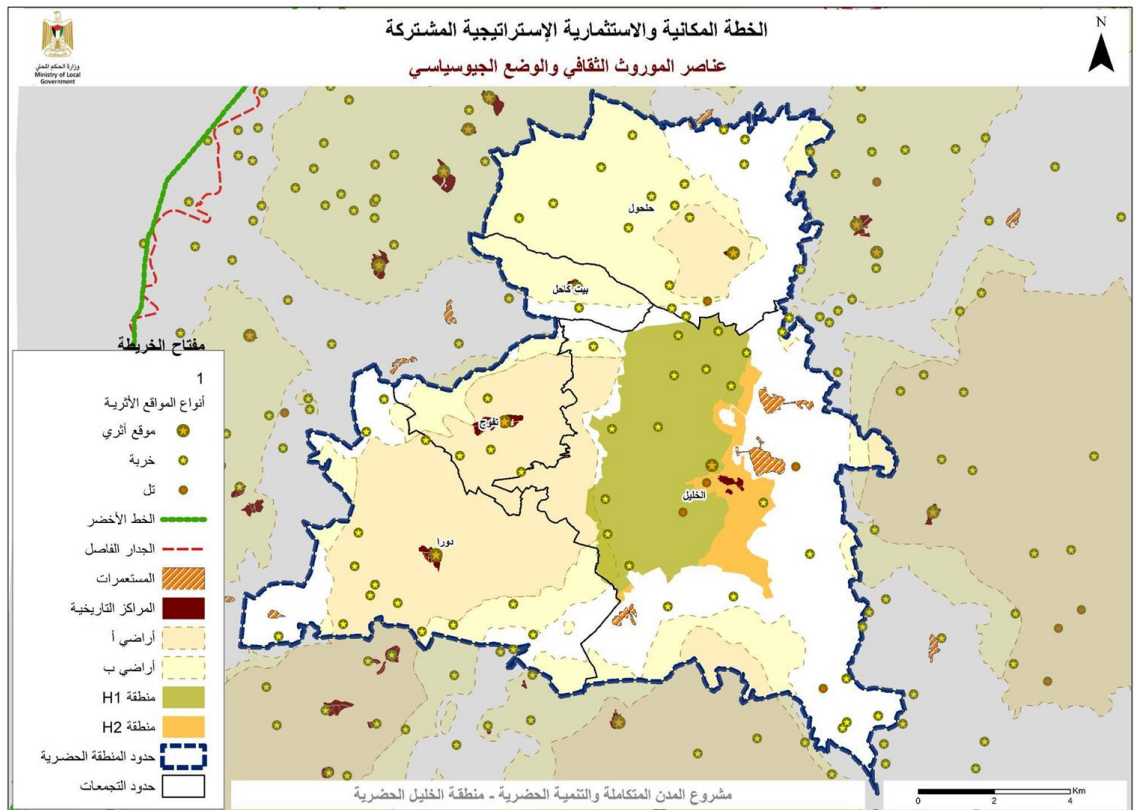 الخطة المكانية والاستثمارية الإستراتيجية المشتركة
عناصر الموروث الثقافي والوضع الجيوسياسي
وزارة الحكم المحلي
Ministry of Local
Government
N
حلحول
بيت كاحل
تفوح
الخليل
دورا
مفتاح الخريطة
1
أنواع المواقع الأثرية
موقع أثري
خربة
تل
الخط الأخضر
الجدار الفاصل
المستعمرات
المراكز التاريخية
أراضي أ
أراضي ب
منطقة H1
منطقة H2
حدود المنطقة الحضرية
حدود التجمعات
مشروع المدن المتكاملة والتنمية الحضرية - منطقة الخليل الحضرية
Km
0 2 4